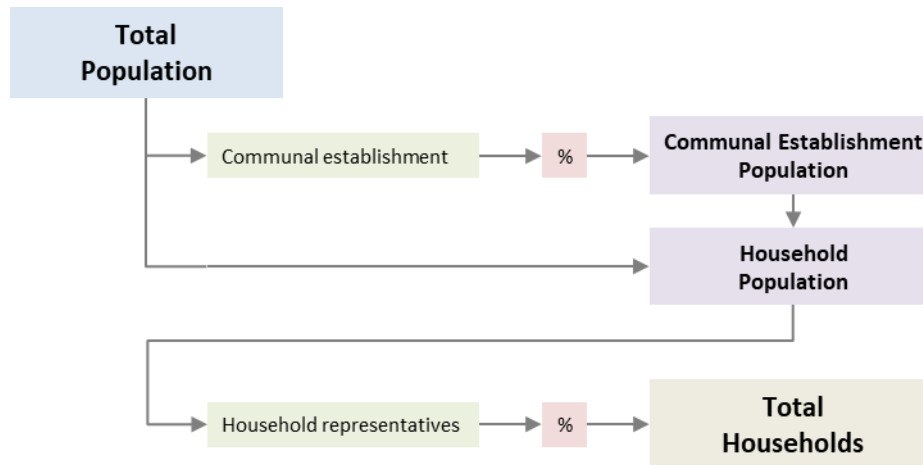 Total
Population
Communal establishment
%
Communal Establishment
Population
Household
Population
Household representatives
%
Total
Households